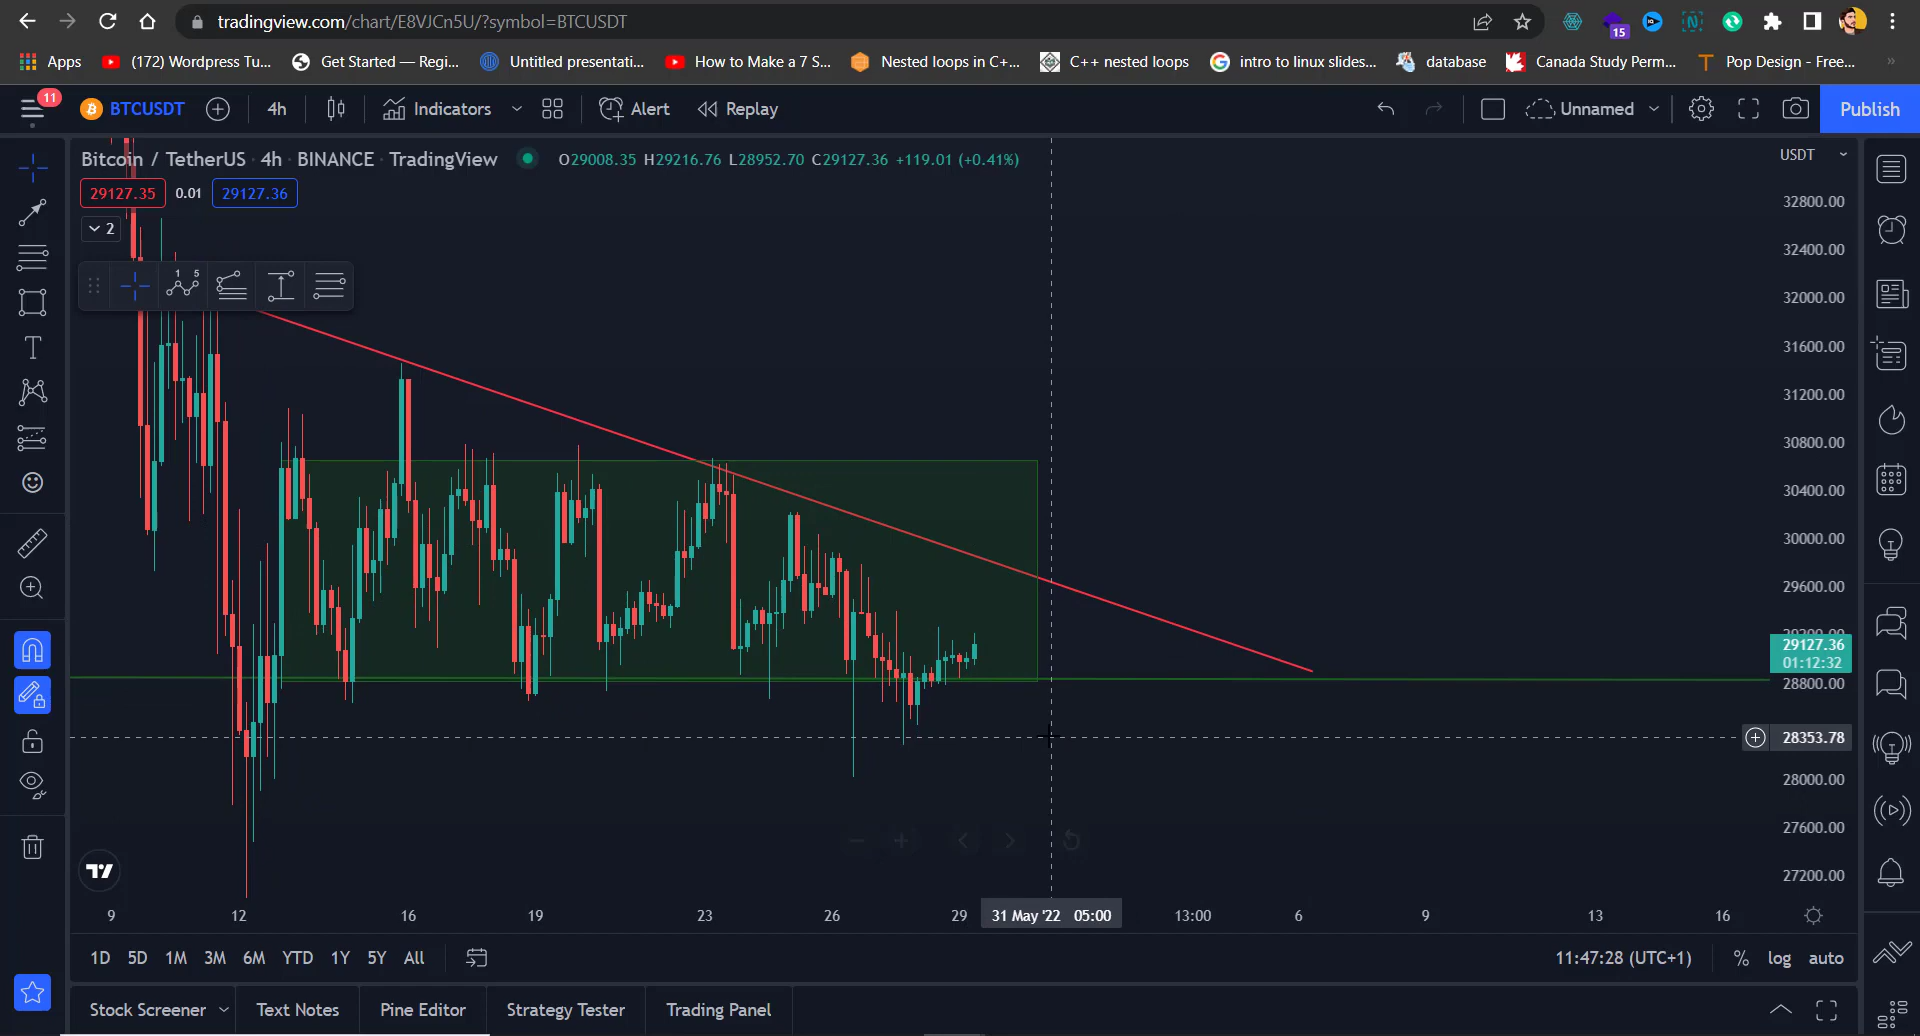 tradingview.com/chart/E8VJCn5U/?symbol=BTCUSDT
15
Apps
(172) Wordpress Tu...
Get Started — Regi...
Untitled presentati...
How to Make a 7 S...
Nested loops in C+...
C++ nested loops
intro to linux slides...
database
Canada Study Perm...
Pop Design - Free...
»
11
BTCUSDT
4h
Indicators
Alert
Replay
Unnamed
Publish
Bitcoin / TetherUS · 4h · BINANCE · TradingView
O29008.35 H29216.76 L28952.70 C29127.36 +119.01 (+0.41%)
USDT
29127.35
0.01
29127.36
2
1 5
32800.00
32400.00
32000.00
31600.00
31200.00
30800.00
30400.00
30000.00
29600.00
29127.36
01:12:32
28800.00
28353.78
28000.00
27600.00
27200.00
9
12
16
19
23
26
29
31 May '22 05:00
13:00
6
9
13
16
1D
5D
1M
3M
6M
YTD
1Y
5Y
All
11:47:28 (UTC+1)
%
log
auto
Stock Screener
Text Notes
Pine Editor
Strategy Tester
Trading Panel